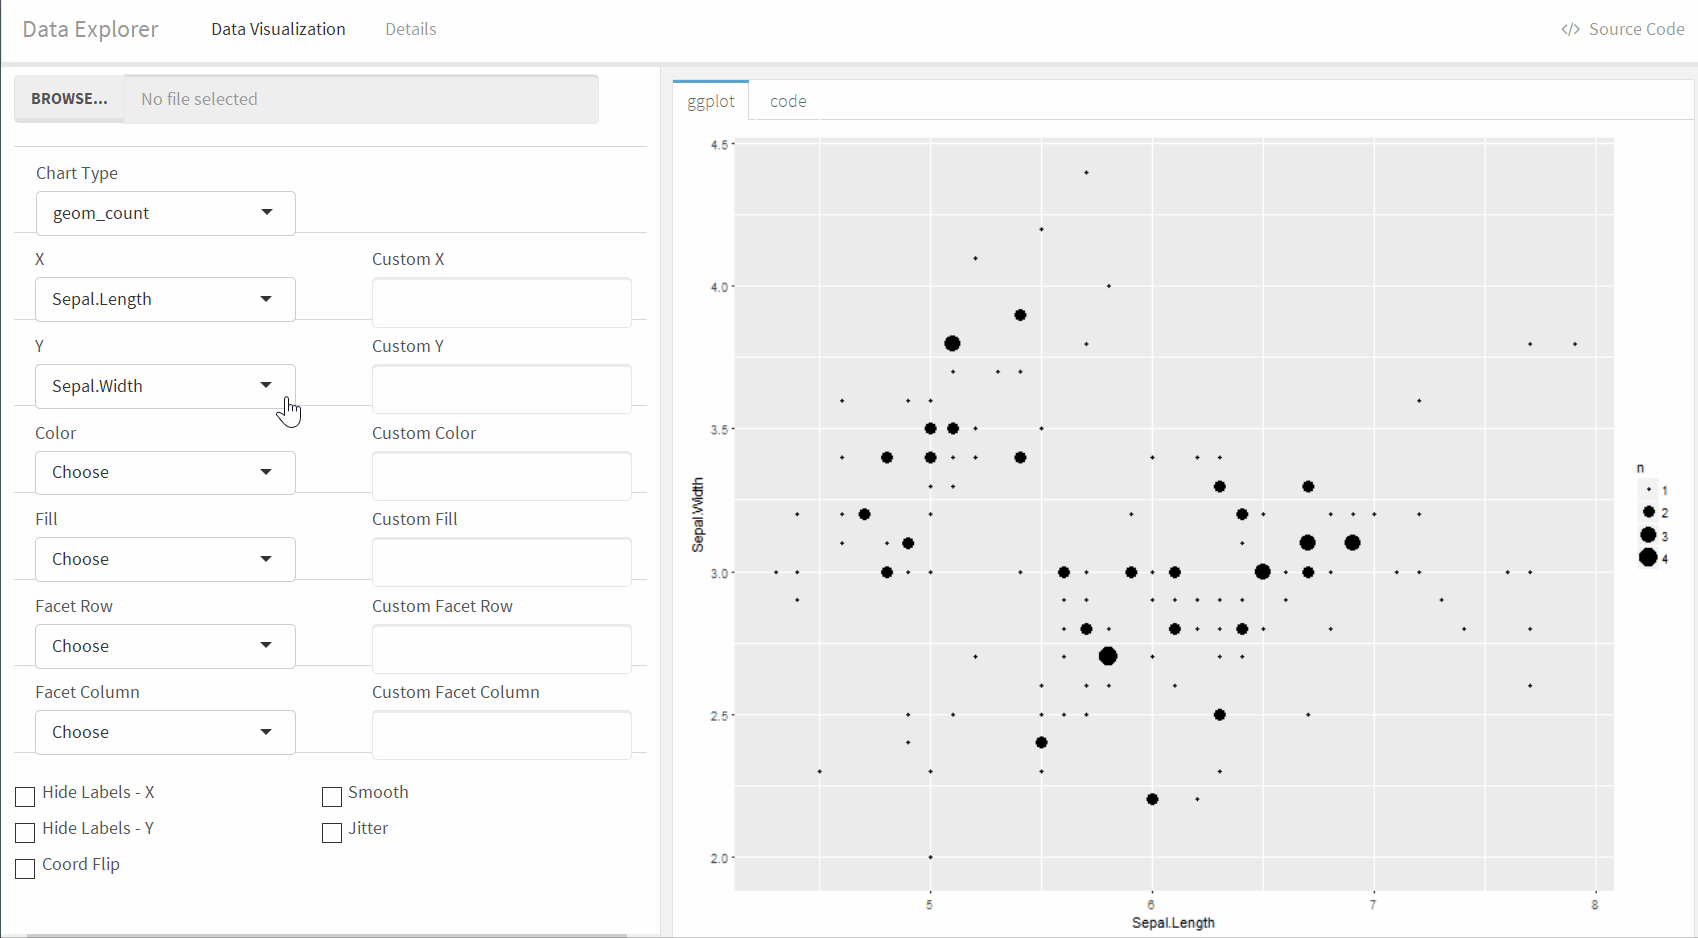 Data Explorer Data Visualization Details </> Source Code
BROWSE... No file selected
Chart Type
geom_count
X Custom X
Sepal.Length
Y Custom Y
Sepal.Width
Color Custom Color
Choose
Fill Custom Fill
Choose
Facet Row Custom Facet Row
Choose
Facet Column Custom Facet Column
Choose
Hide Labels - X Smooth
Hide Labels - Y Jitter
Coord Flip
ggplot code
4.5
4.0
3.5
3.0
2.5
2.0
Sepal.Width
5 6 7 8
Sepal.Length
n
1
2
3
4